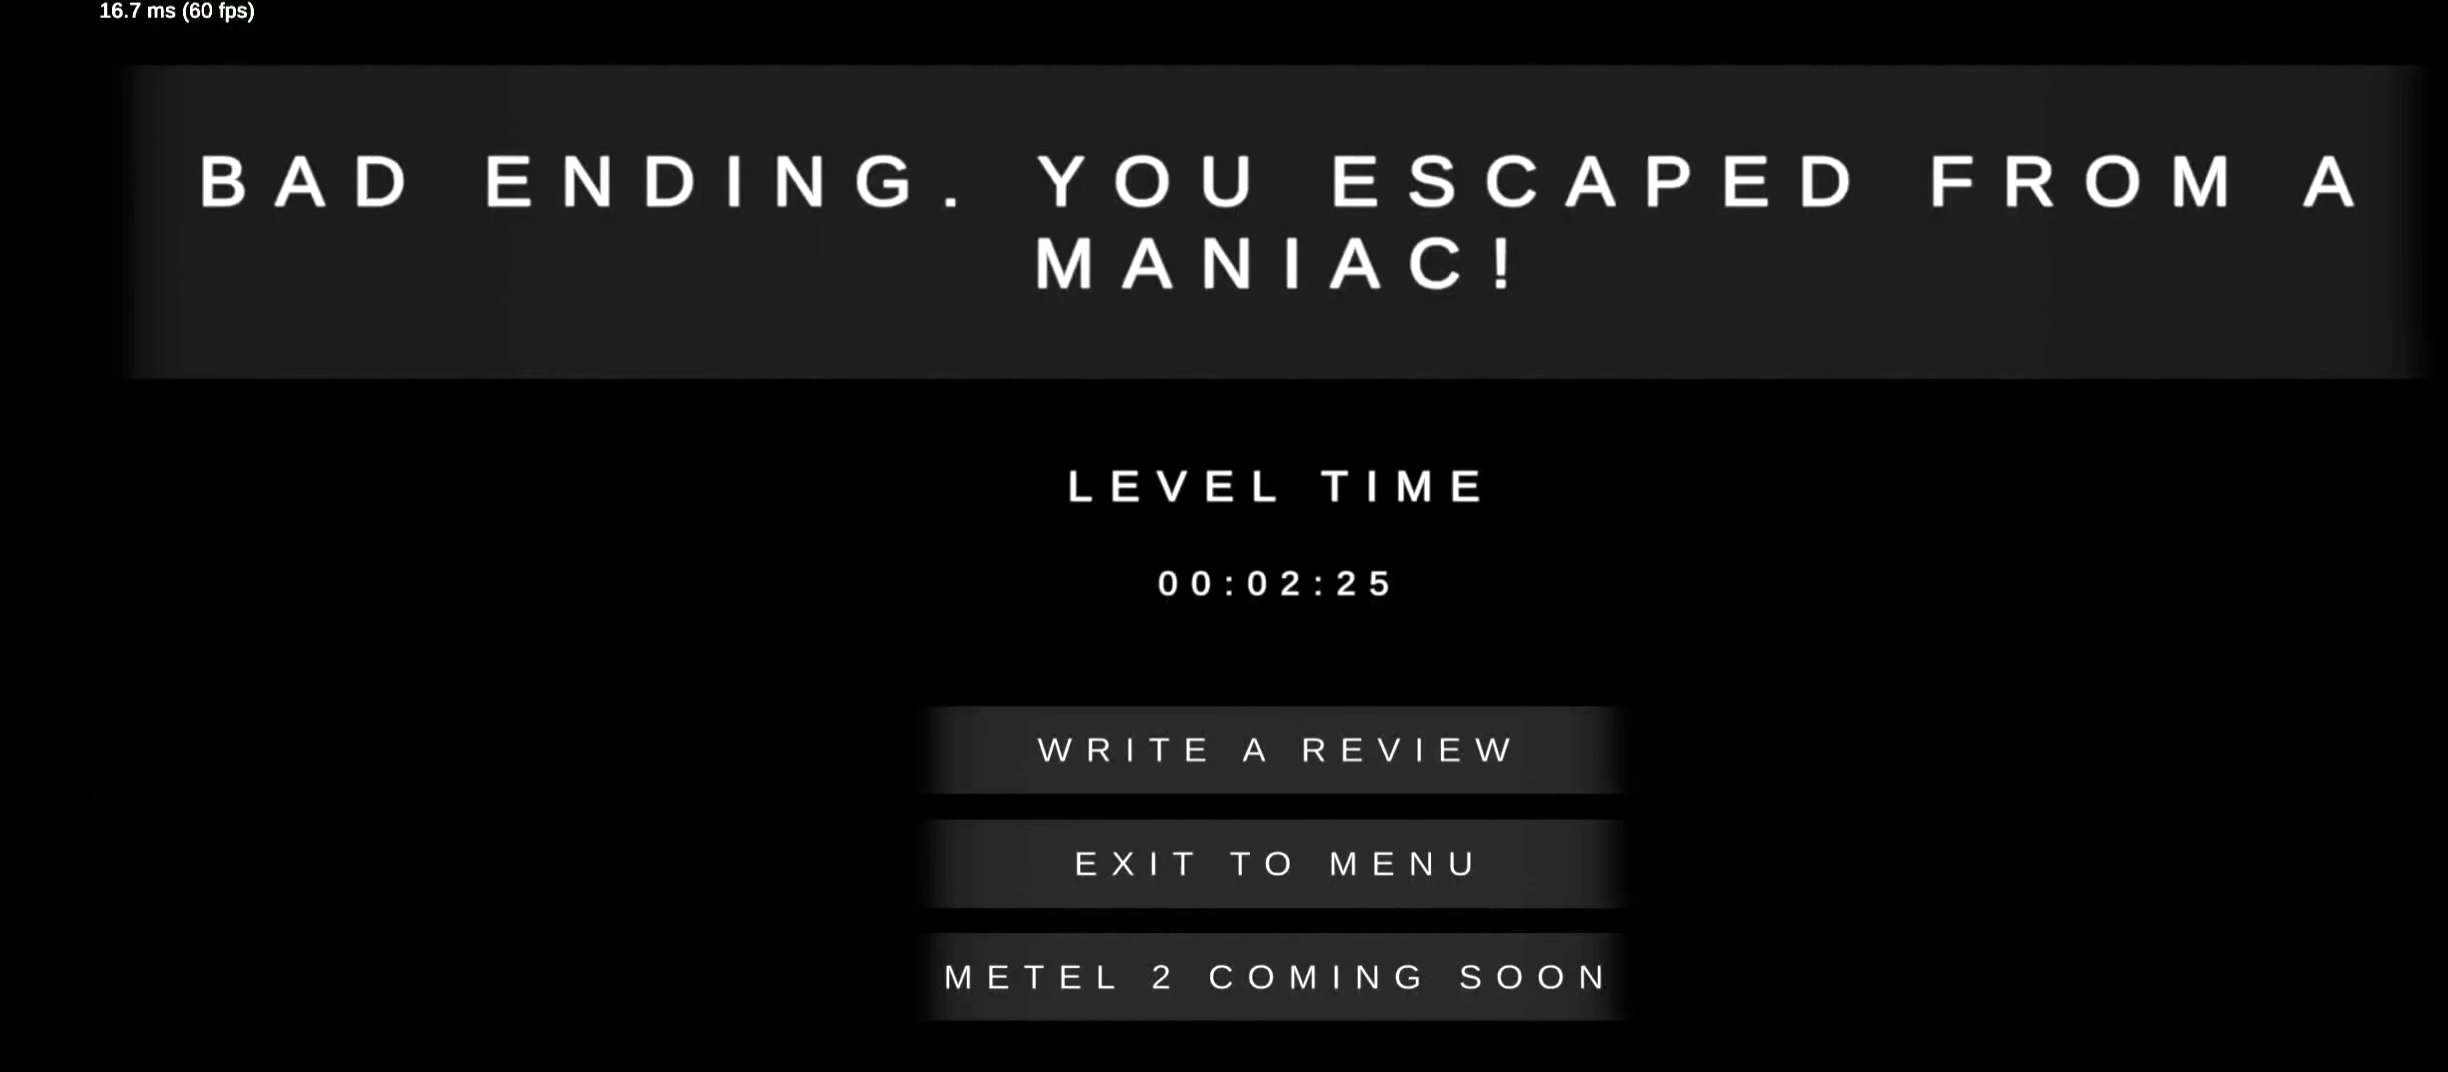 16.7 ms (60 fps)
BAD ENDING. YOU ESCAPED FROM A
MANIAC!
LEVEL TIME
00:02:25
WRITE A REVIEW
EXIT TO MENU
METEL 2 COMING SOON